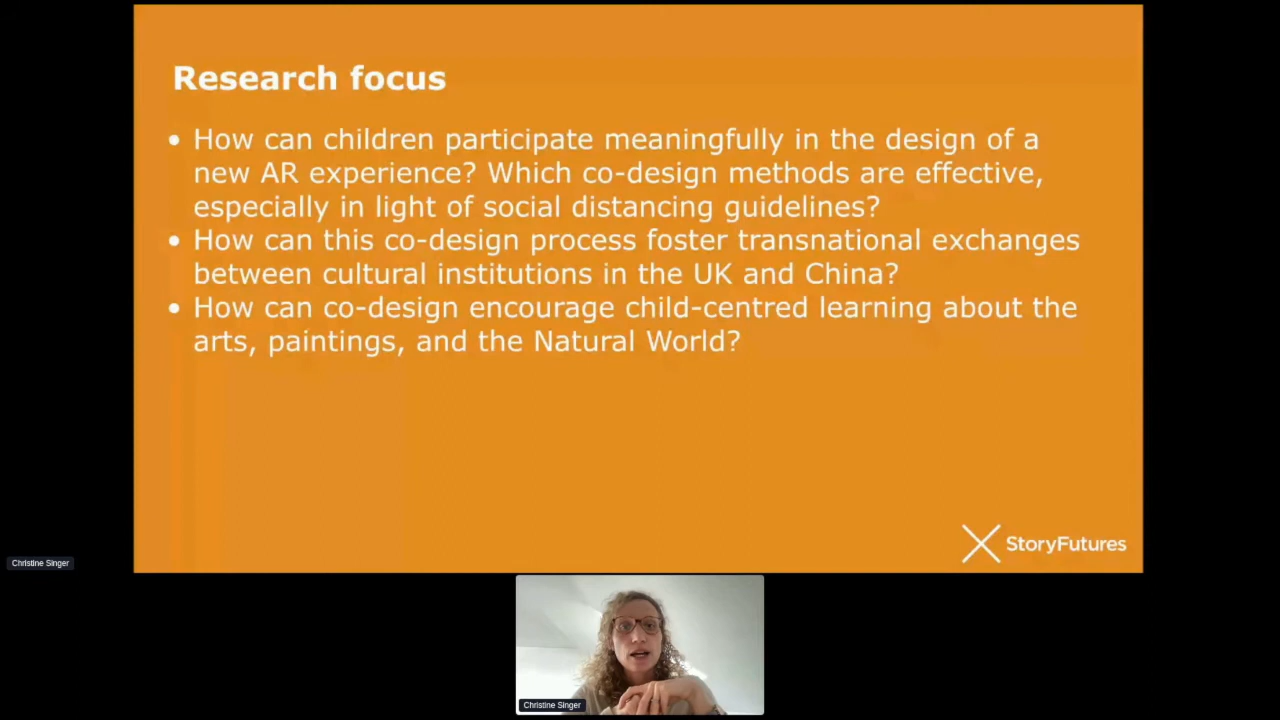 Research focus
• How can children participate meaningfully in the design of a
new AR experience? Which co-design methods are effective,
especially in light of social distancing guidelines?
• How can this co-design process foster transnational exchanges
between cultural institutions in the UK and China?
• How can co-design encourage child-centred learning about the
arts, paintings, and the Natural World?
StoryFutures
Christine Singer
Christine Singer